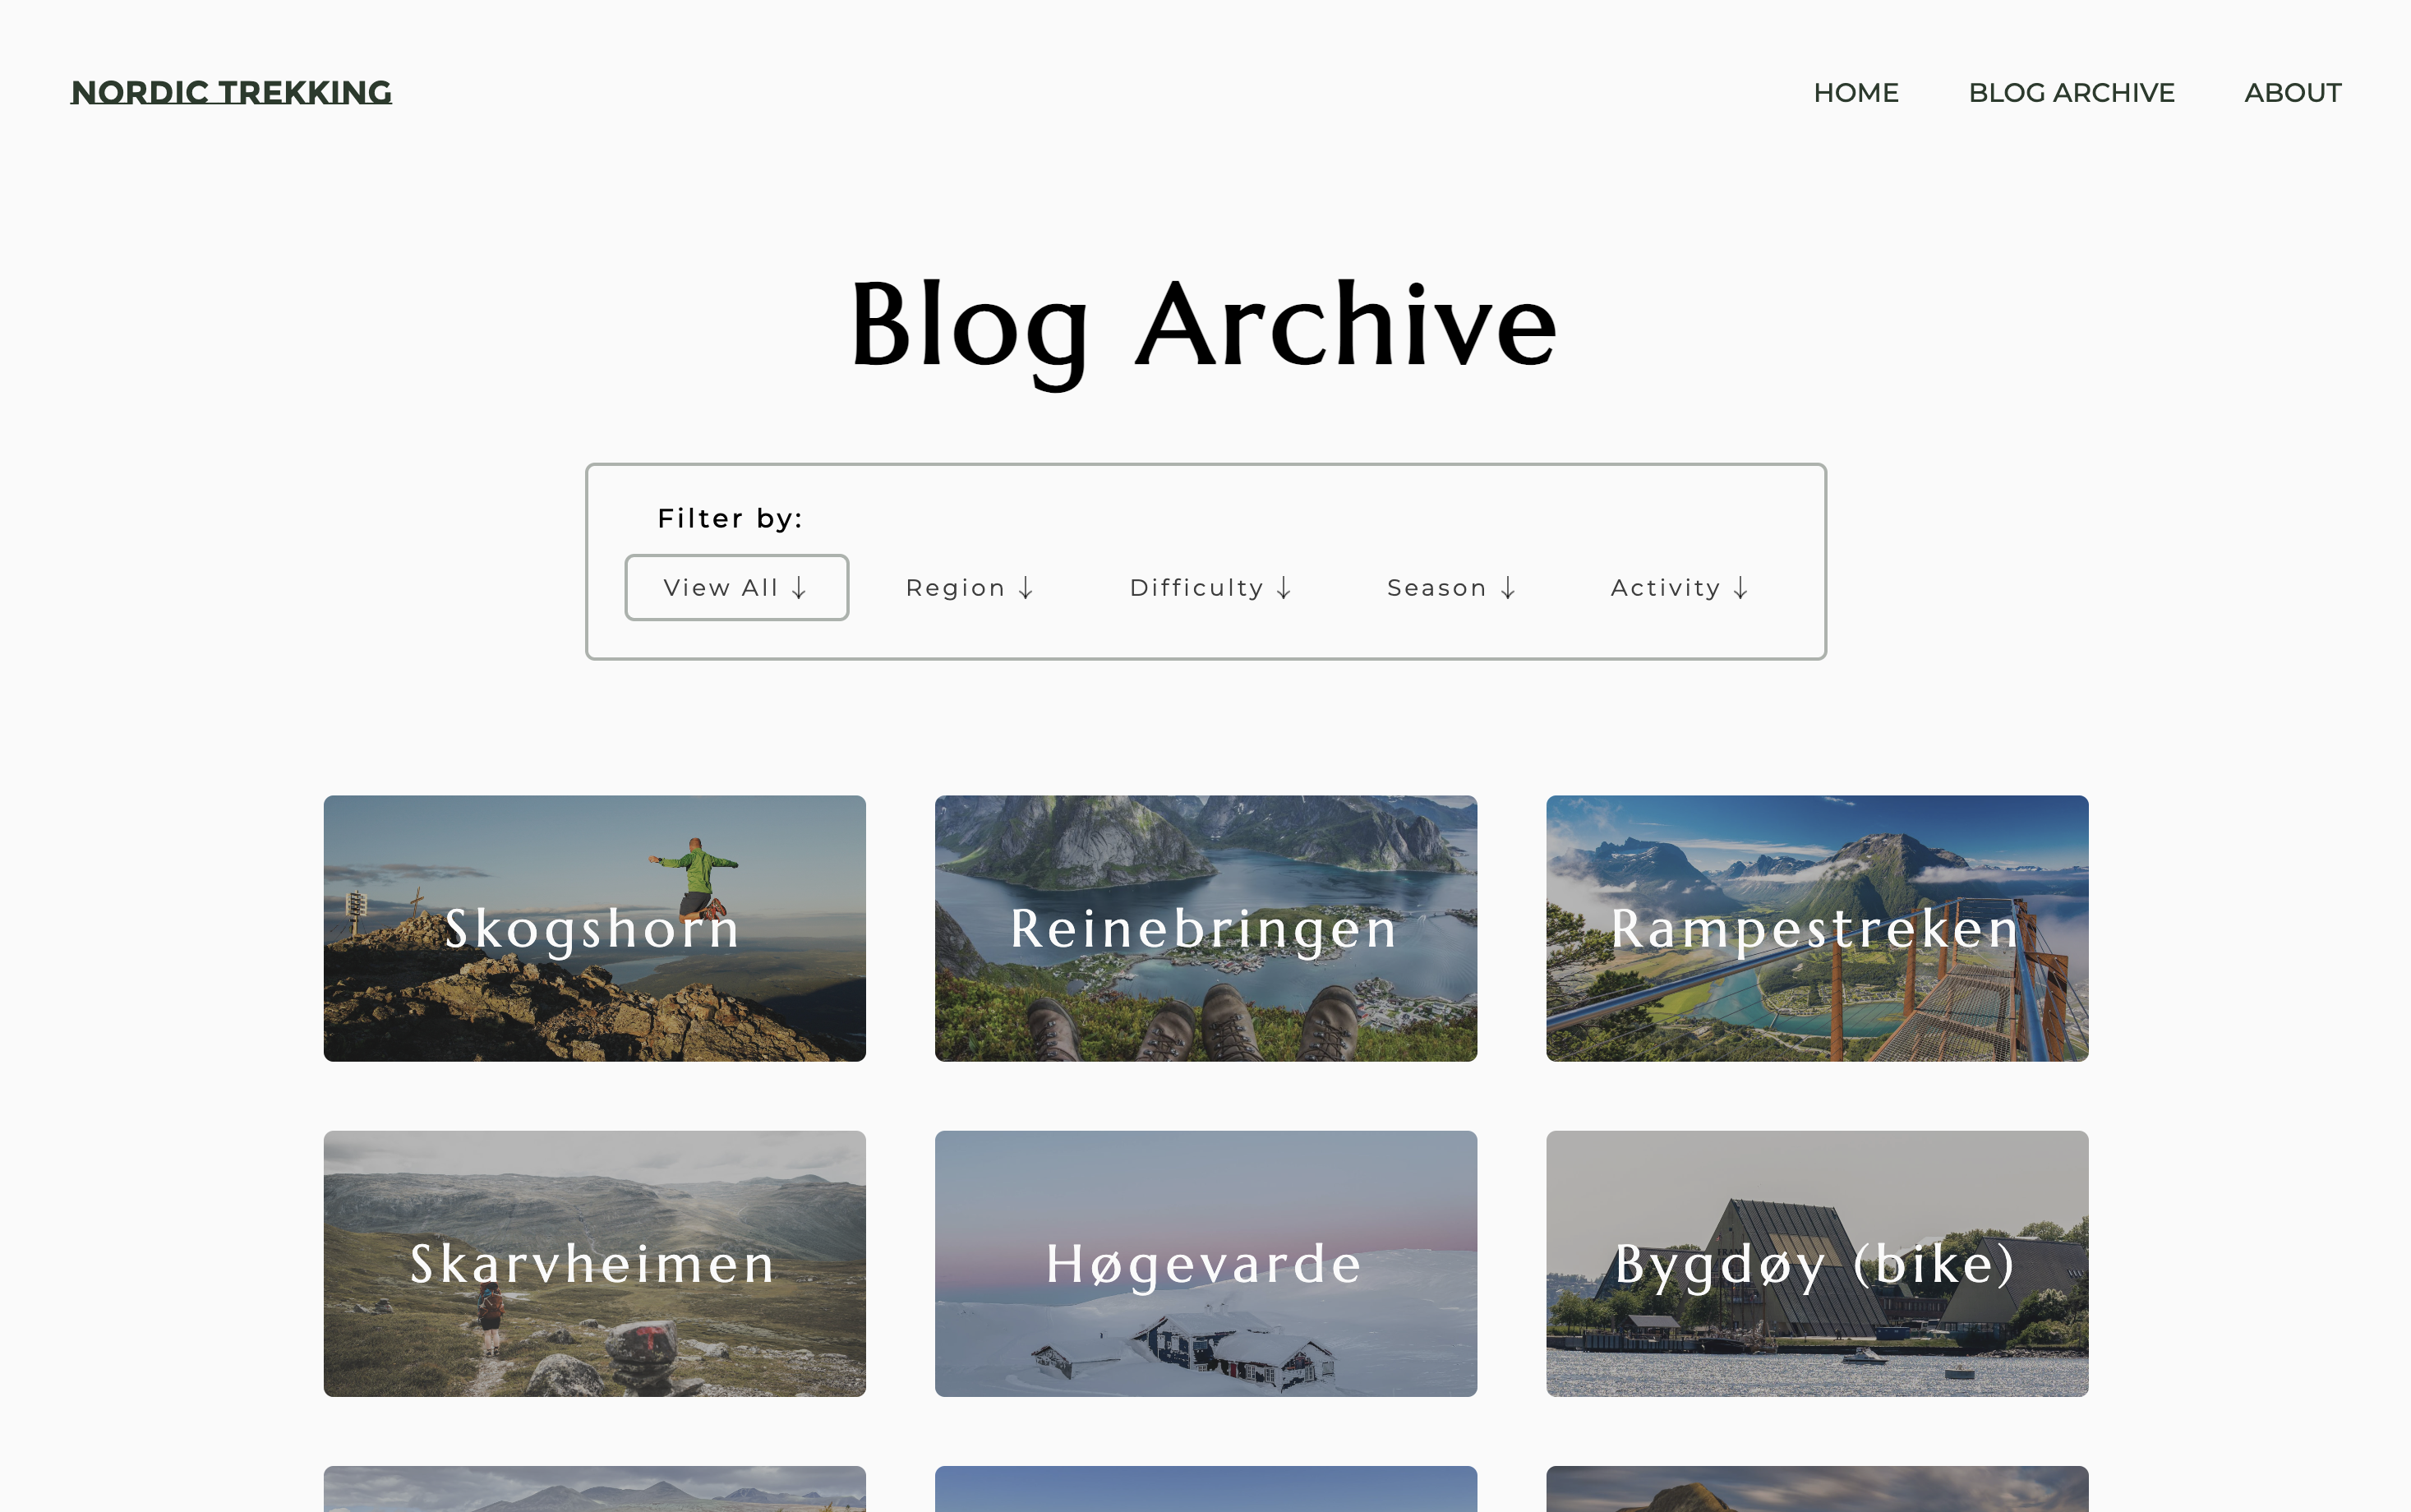 NORDIC TREKKING
HOME BLOG ARCHIVE ABOUT
Blog Archive
Filter by:
View All ↓ Region ↓ Difficulty ↓ Season ↓ Activity ↓
Skogshorn Reinebringen Rampestreken
Skarvheimen Høgevarde Bygdøy (bike)